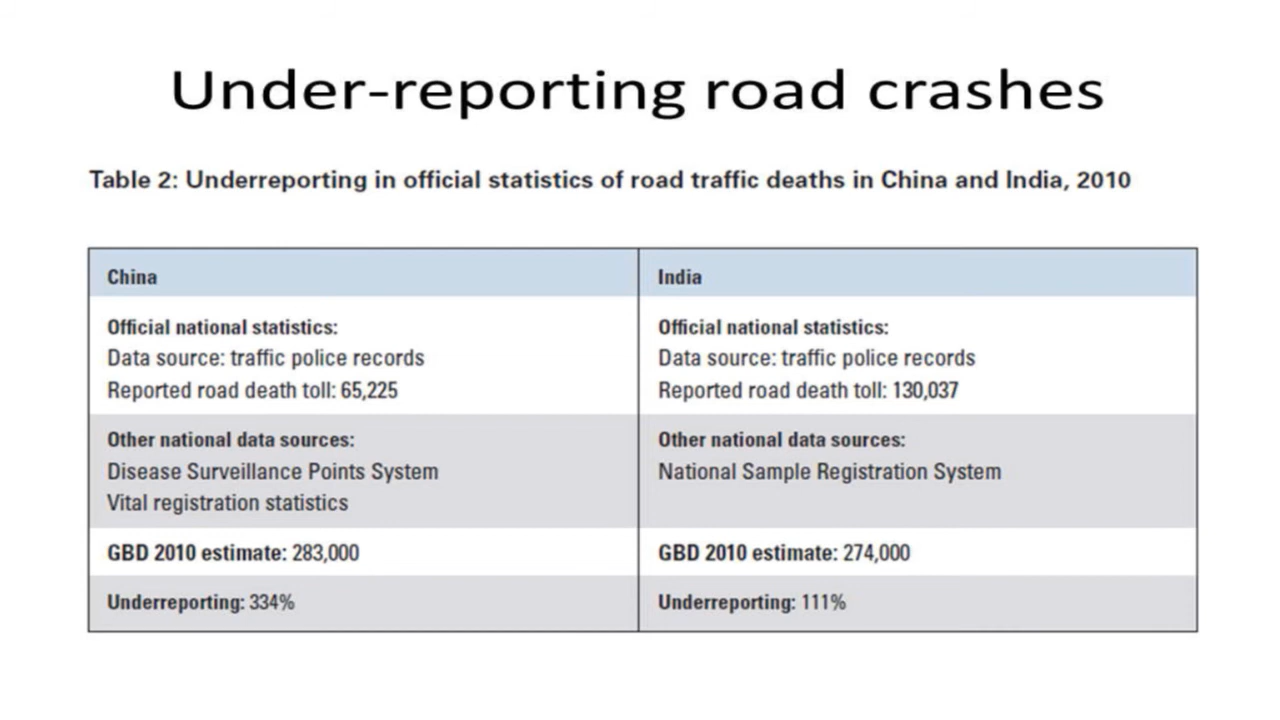 Under-reporting road crashes
Table 2: Underreporting in official statistics of road traffic deaths in China and India, 2010
China
Official national statistics:
Data source: traffic police records
Reported road death toll: 65,225
Other national data sources:
Disease Surveillance Points System
Vital registration statistics
GBD 2010 estimate: 283,000
Underreporting: 334%
India
Official national statistics:
Data source: traffic police records
Reported road death toll: 130,037
Other national data sources:
National Sample Registration System
GBD 2010 estimate: 274,000
Underreporting: 111%